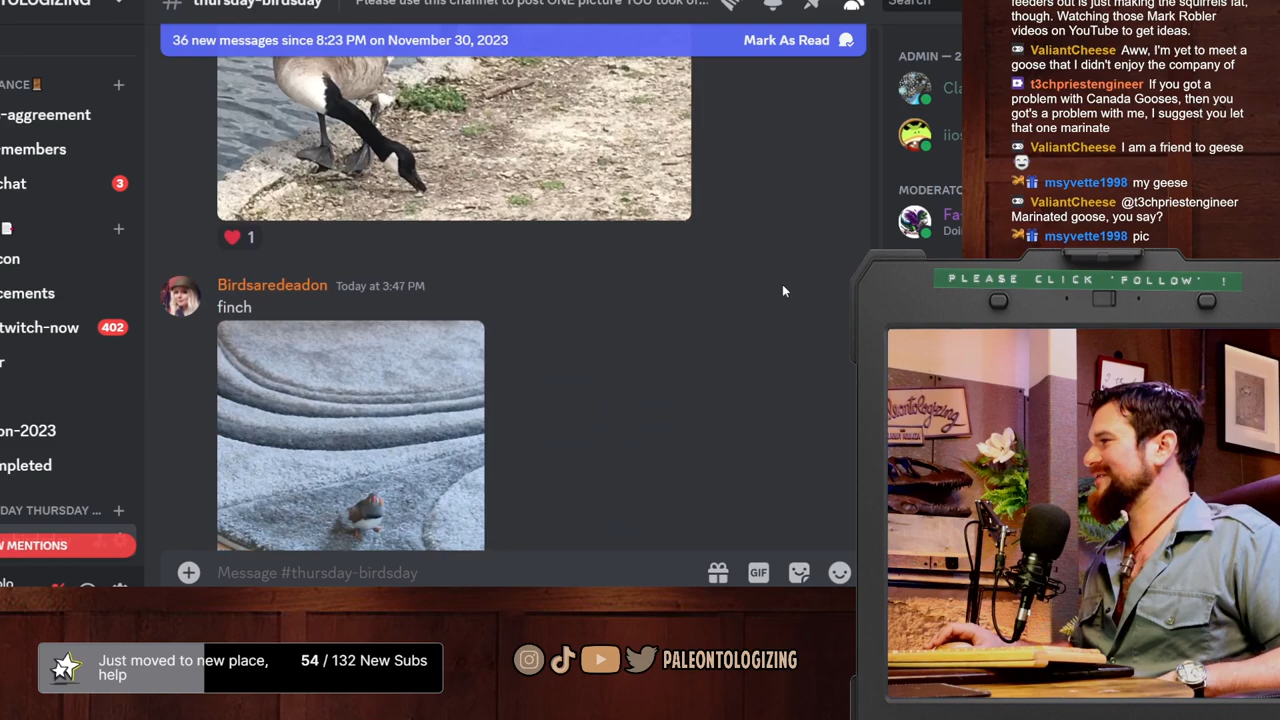 thursday-birdsday
Please use this channel to post ONE picture YOU took of...
Search
36 new messages since 8:23 PM on November 30, 2023
Mark As Read
ANCE
-aggreement
-members
chat
3
con
cements
twitch-now
402
on-2023
mpleted
DAY THURSDAY ...
W MENTIONS
1
Birdsaredeadon Today at 3:47 PM
finch
Message #thursday-birdsday
GIF
ADMIN — 2
Cla
iios
MODERATO
Fa
Doi
feeders out is just making the squirrels fat,
though. Watching those Mark Robler
videos on YouTube to get ideas.
ValiantCheese Aww, I'm yet to meet a
goose that I didn't enjoy the company of
t3chpriestengineer If you got a
problem with Canada Gooses, then you
got's a problem with me, I suggest you let
that one marinate
ValiantCheese I am a friend to geese
msyvette1998 my geese
ValiantCheese @t3chpriestengineer
Marinated goose, you say?
msyvette1998 pic
PLEASE CLICK 'FOLLOW' !
Just moved to new place,
help
54 / 132 New Subs
PALEONTOLOGIZING